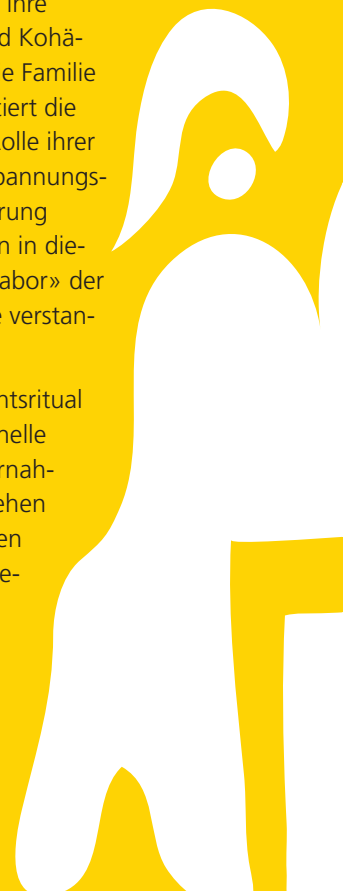 ihre
d Kohä-
e Familie
tiert die
olle ihrer
pannungs-
rung
n in die-
abor» der
e verstan-
ntsritual
nelle
rnah-
ehen
en
e-